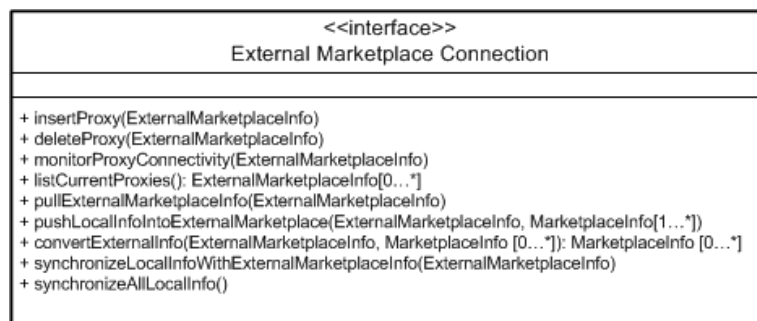 <<interface>>
External Marketplace Connection
+ insertProxy(ExternalMarketplaceInfo)
+ deleteProxy(ExternalMarketplaceInfo)
+ monitorProxyConnectivity(ExternalMarketplaceInfo)
+ listCurrentProxies(): ExternalMarketplaceInfo[0...*]
+ pullExternalMarketplaceInfo(ExternalMarketplaceInfo)
+ pushLocalInfoIntoExternalMarketplace(ExternalMarketplaceInfo, MarketplaceInfo[1...*])
+ convertExternalInfo(ExternalMarketplaceInfo, MarketplaceInfo [0...*]): MarketplaceInfo [0...*]
+ synchronizeLocalInfoWithExternalMarketplaceInfo(ExternalMarketplaceInfo)
+ synchronizeAllLocalInfo()